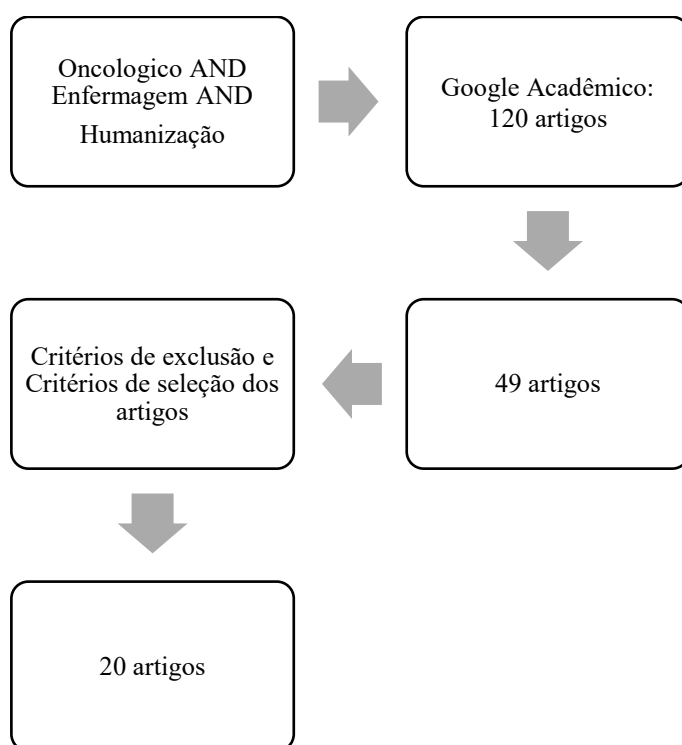 Oncologico AND
Enfermagem AND
Humanização
Google Acadêmico:
120 artigos
49 artigos
Critérios de exclusão e
Critérios de seleção dos
artigos
20 artigos